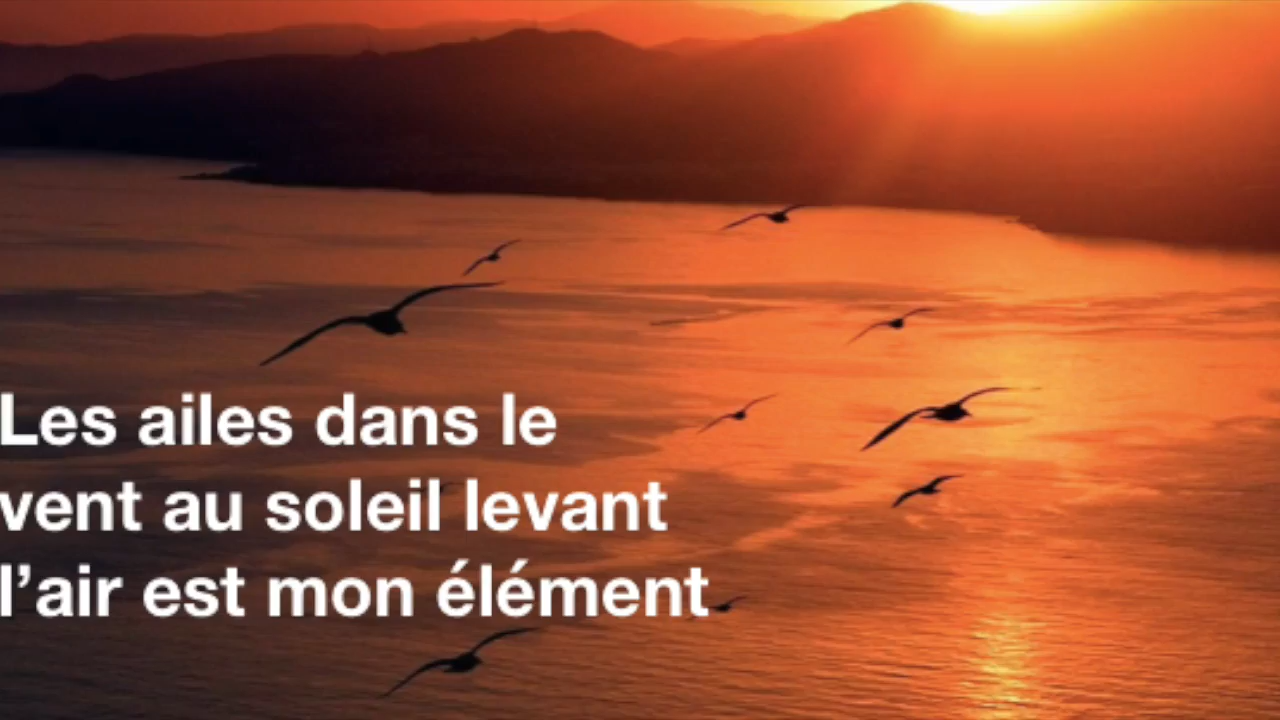 Les ailes dans le
vent au soleil levant
l’air est mon élément